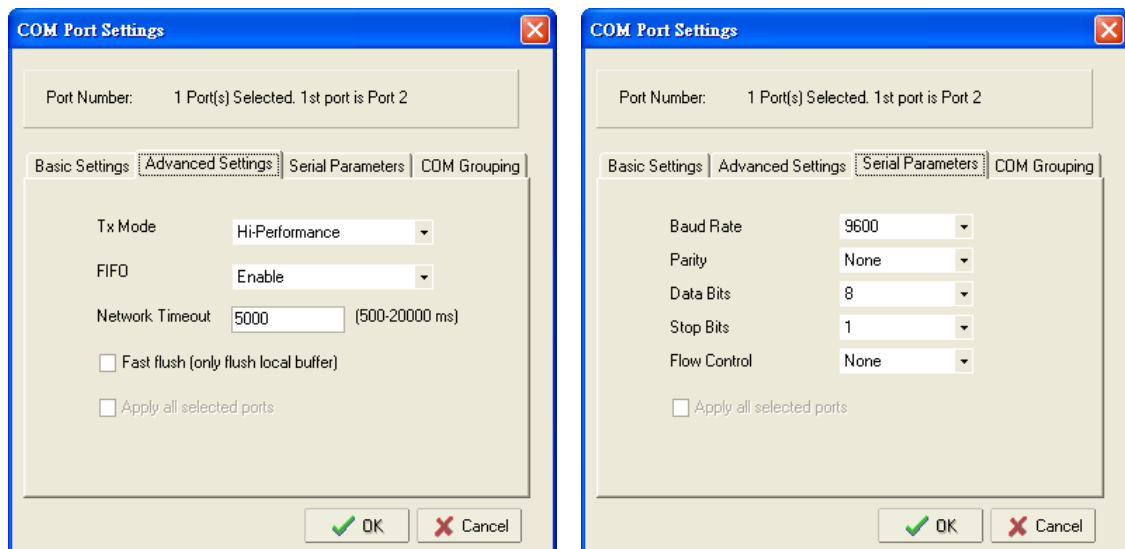 COM Port Settings
Port Number: 1 Port(s) Selected. 1st port is Port 2
Basic Settings Advanced Settings Serial Parameters COM Grouping
Tx Mode Hi-Performance
FIFO Enable
Network Timeout 5000 (500-20000 ms)
Fast flush (only flush local buffer)
Apply all selected ports
OK Cancel
COM Port Settings
Port Number: 1 Port(s) Selected. 1st port is Port 2
Basic Settings Advanced Settings Serial Parameters COM Grouping
Baud Rate 9600
Parity None
Data Bits 8
Stop Bits 1
Flow Control None
Apply all selected ports
OK Cancel